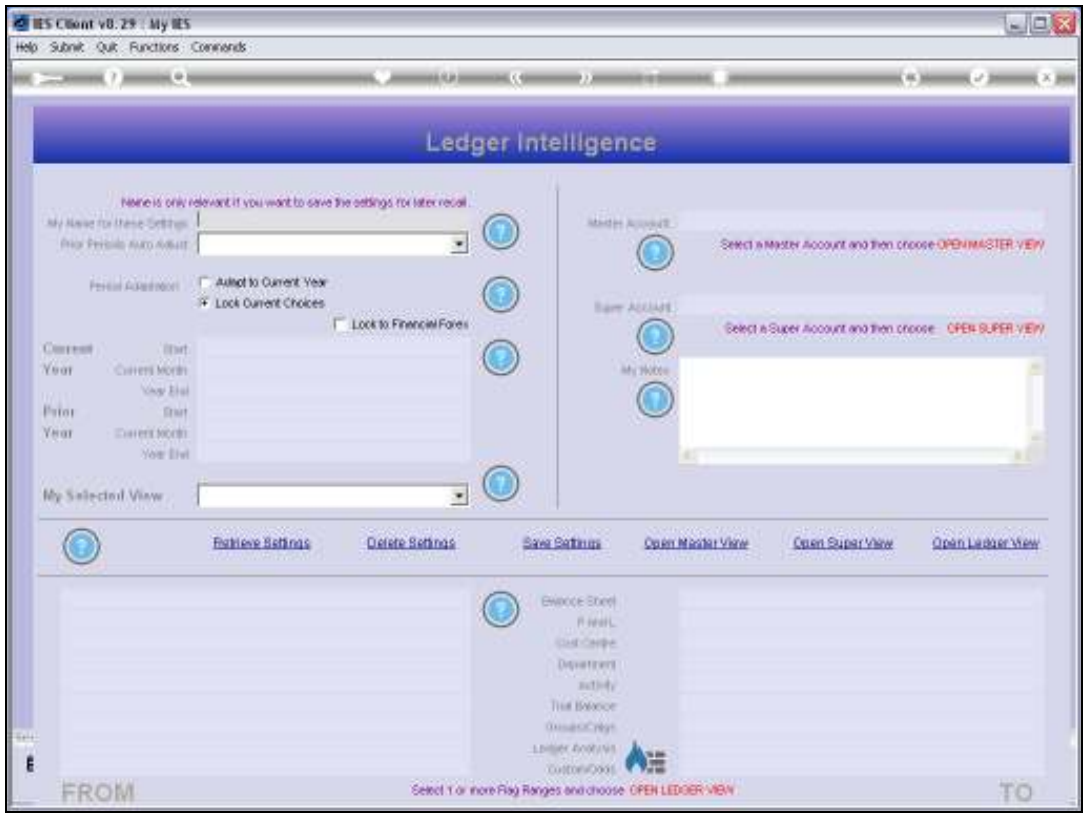 IES Client v8.29 : My IES
Help Submit Quit Functions Commands
Ledger Intelligence
Name is only relevant if you want to save the settings for later recall.
My Name for these Settings
Prior Periods Auto Adjust
Period Adaptation
Adapt to Current Year
Lock Current Choices
Lock to Financial Forex
Current Start
Year Current Month
Year End
Prior Start
Year Current Month
Year End
My Selected View
Master Account
Select a Master Account and then choose OPEN MASTER VIEW
Super Account
Select a Super Account and then choose OPEN SUPER VIEW
My Notes
Retrieve Settings Delete Settings Save Settings Open Master View Open Super View Open Ledger View
Balance Sheet
P and L
Cost Centre
Department
Activity
Trial Balance
Ledger Analysis
Custom/Odds
FROM Select 1 or more Flag Ranges and choose OPEN LEDGER VIEW TO